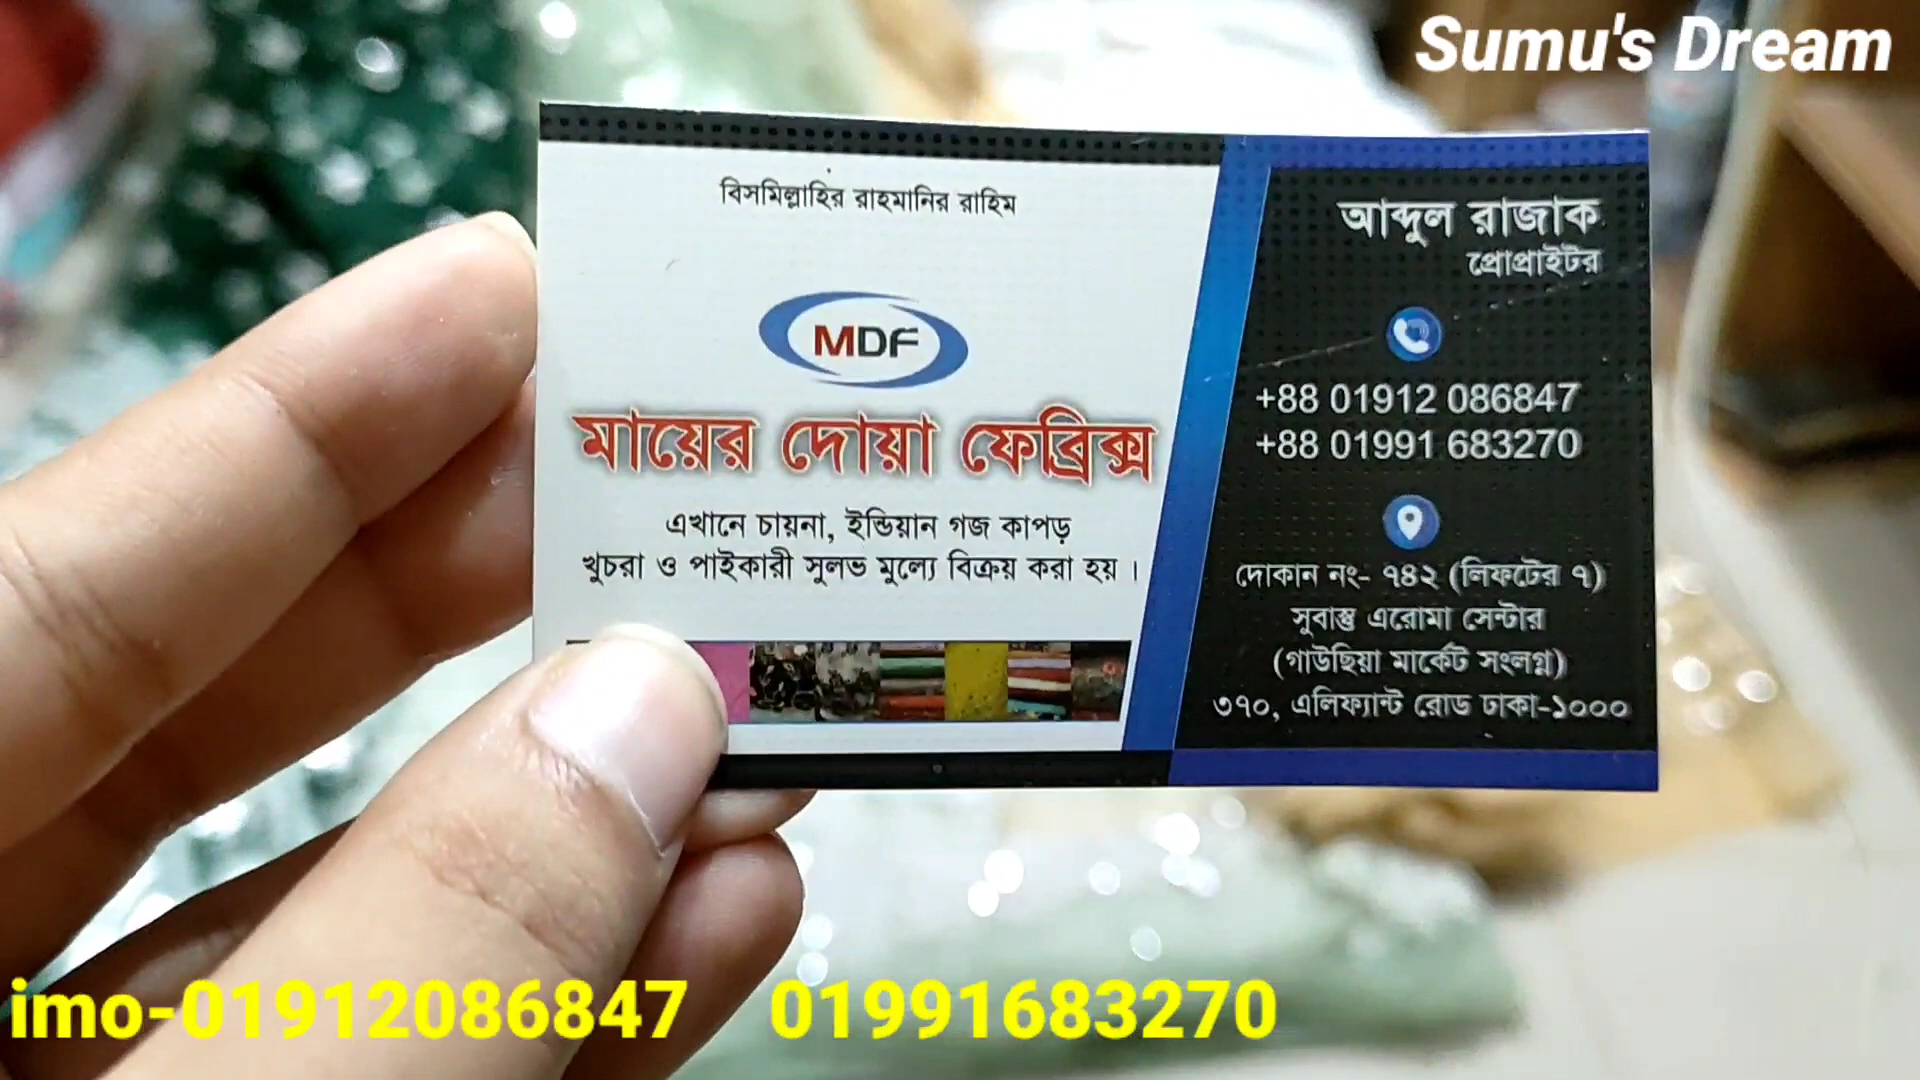 Sumu's Dream
বিসমিল্লাহির রাহমানির রাহিম
MDF
মায়ের দোয়া ফেব্রিক্স
এখানে চায়না, ইন্ডিয়ান গজ কাপড়
খুচরা ও পাইকারী সুলভ মুল্যে বিক্রয় করা হয় ।
আব্দুল রাজাক
প্রোপ্রাইটর
+88 01912 086847
+88 01991 683270
দোকান নং- ৭৪২ (লিফটের ৭)
সুবাস্তু এরোমা সেন্টার
(গাউছিয়া মার্কেট সংলগ্ন)
৩৭০, এলিফ্যান্ট রোড ঢাকা-১০০০
imo-01912086847 01991683270